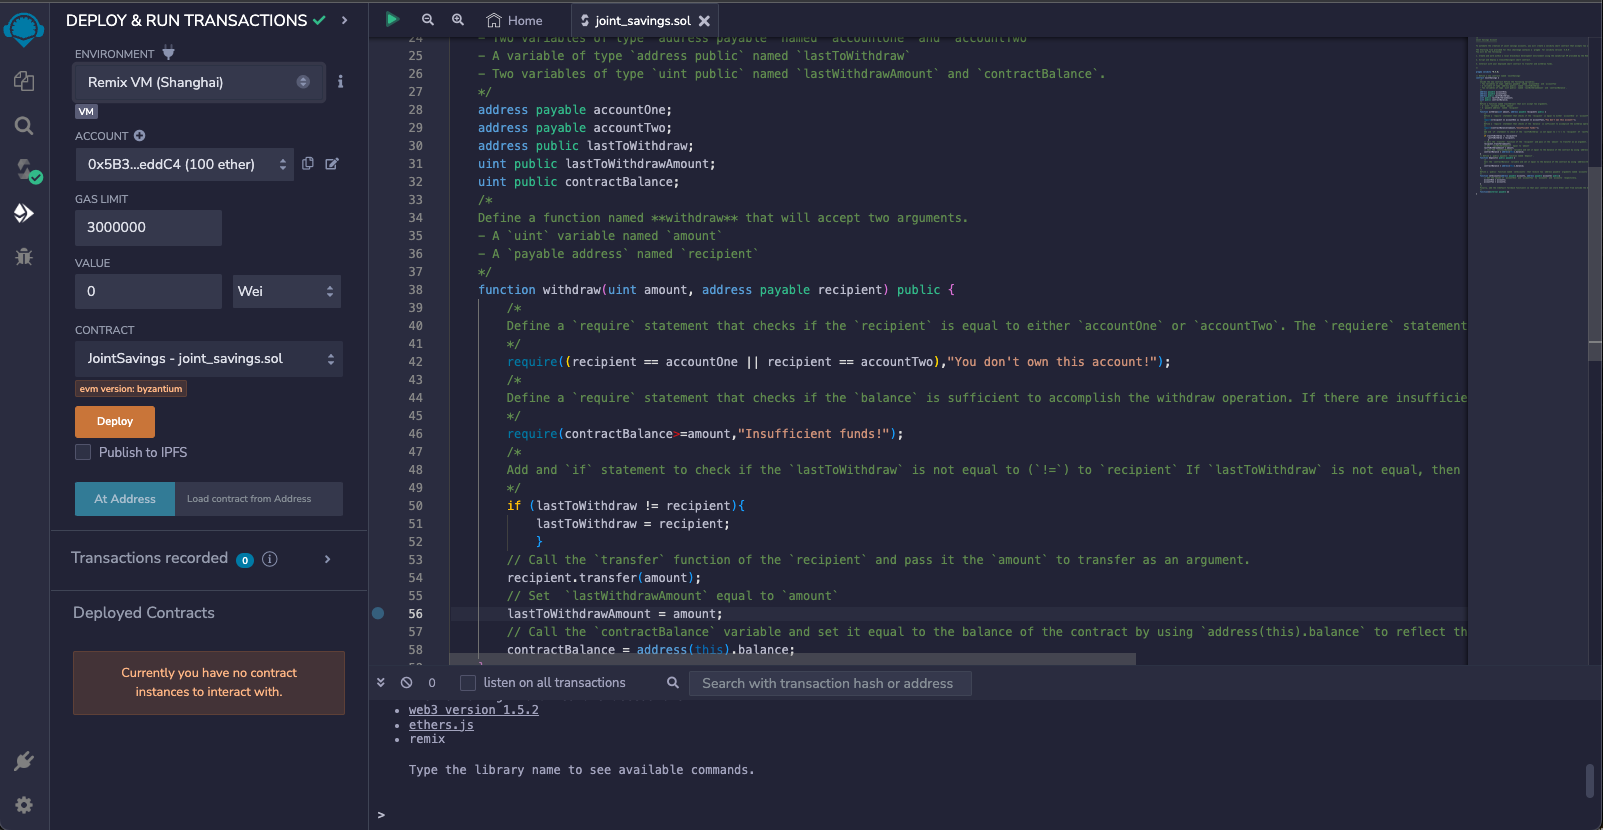 DEPLOY & RUN TRANSACTIONS
ENVIRONMENT
Remix VM (Shanghai)
VM
ACCOUNT
0x5B3...eddC4 (100 ether)
GAS LIMIT
3000000
VALUE
0
Wei
CONTRACT
JointSavings - joint_savings.sol
evm version: byzantium
Deploy
Publish to IPFS
At Address
Load contract from Address
Transactions recorded 0 i
Deployed Contracts
Currently you have no contract
instances to interact with.
Home
joint_savings.sol
24 - Two variables of type `address payable` named `accountOne` and `accountTwo`
25 - A variable of type `address public` named `lastToWithdraw`
26 - Two variables of type `uint public` named `lastWithdrawAmount` and `contractBalance`.
27 */
28 address payable accountOne;
29 address payable accountTwo;
30 address public lastToWithdraw;
31 uint public lastToWithdrawAmount;
32 uint public contractBalance;
33 /*
34 Define a function named **withdraw** that will accept two arguments.
35 - A `uint` variable named `amount`
36 - A `payable address` named `recipient`
37 */
38 function withdraw(uint amount, address payable recipient) public {
39 /*
40 Define a `require` statement that checks if the `recipient` is equal to either `accountOne` or `accountTwo`. The `requiere` statement
41 */
42 require((recipient == accountOne || recipient == accountTwo),"You don't own this account!");
43 /*
44 Define a `require` statement that checks if the `balance` is sufficient to accomplish the withdraw operation. If there are insufficie
45 */
46 require(contractBalance>=amount,"Insufficient funds!");
47 /*
48 Add and `if` statement to check if the `lastToWithdraw` is not equal to (`!=`) to `recipient` If `lastToWithdraw` is not equal, then
49 */
50 if (lastToWithdraw != recipient){
51 lastToWithdraw = recipient;
52 }
53 // Call the `transfer` function of the `recipient` and pass it the `amount` to transfer as an argument.
54 recipient.transfer(amount);
55 // Set  `lastWithdrawAmount` equal to `amount`
56 lastToWithdrawAmount = amount;
57 // Call the `contractBalance` variable and set it equal to the balance of the contract by using `address(this).balance` to reflect th
58 contractBalance = address(this).balance;
0
listen on all transactions
Search with transaction hash or address
• web3 version 1.5.2
• ethers.js
• remix
Type the library name to see available commands.
>